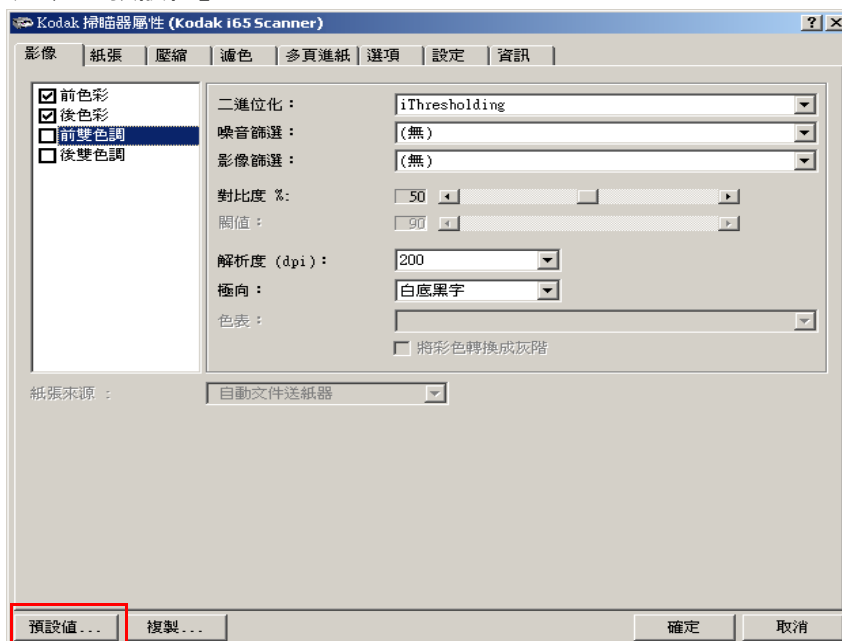 Kodak 掃瞄器屬性 (Kodak i65 Scanner)
影像 紙張 壓縮 濾色 多頁進紙 選項 設定 資訊
前色彩
後色彩
前雙色調
後雙色調
二進位化： iThresholding
噪音篩選： (無)
影像篩選： (無)
對比度 %: 50
閾值： 90
解析度 (dpi)： 200
極向： 白底黑字
色表：
將彩色轉換成灰階
紙張來源 ： 自動文件送紙器
預設值... 複製... 確定 取消